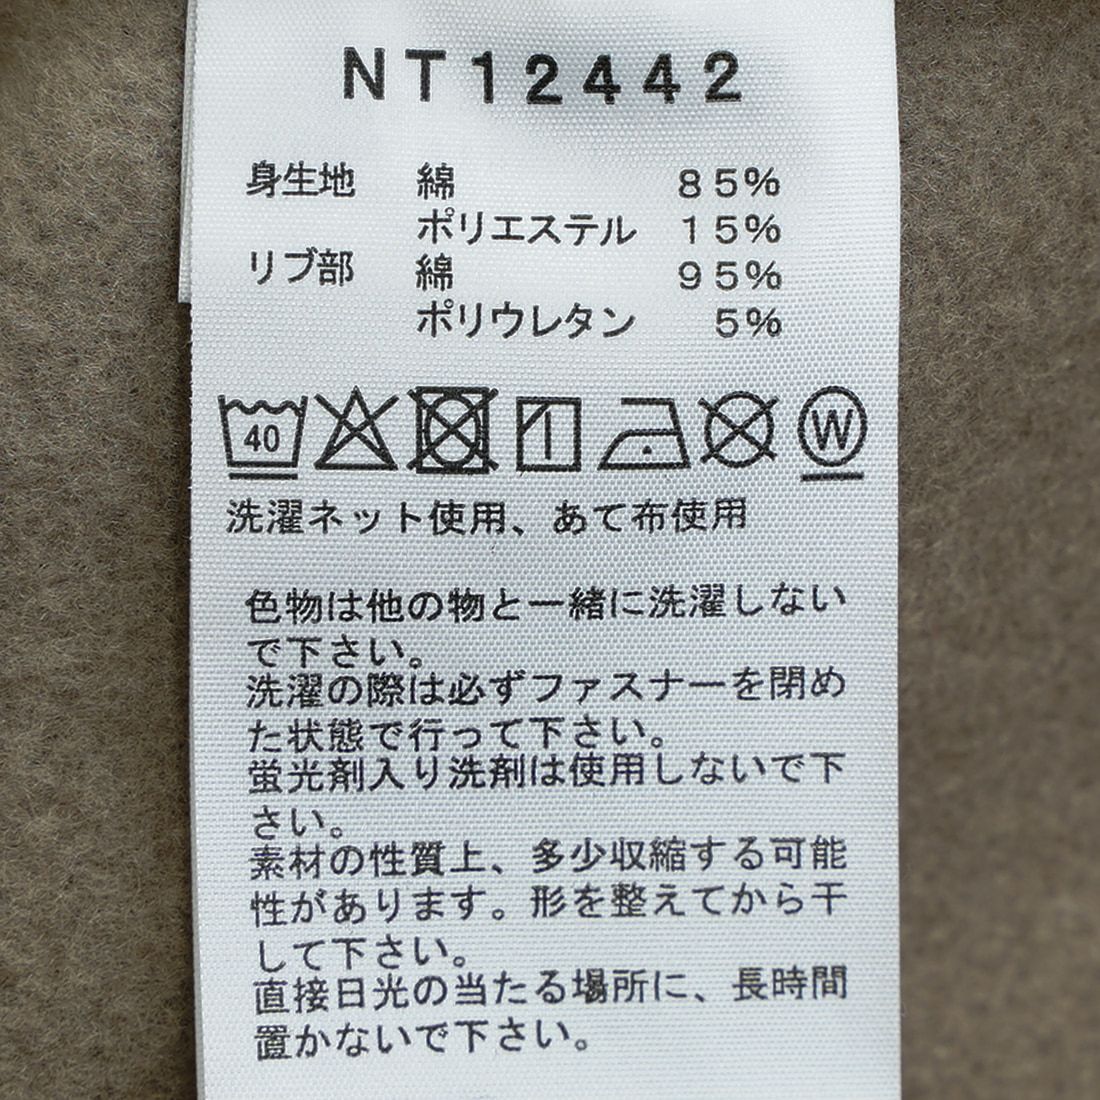 NT12442
身生地 綿 85%
ポリエステル 15%
リブ部 綿 95%
ポリウレタン 5%
40 W
洗濯ネット使用、あて布使用
色物は他の物と一緒に洗濯しない
で下さい。
洗濯の際は必ずファスナーを閉め
た状態で行って下さい。
蛍光剤入り洗剤は使用しないで下
さい。
素材の性質上、多少収縮する可能
性があります。形を整えてから干
して下さい。
直接日光の当たる場所に、長時間
置かないで下さい。